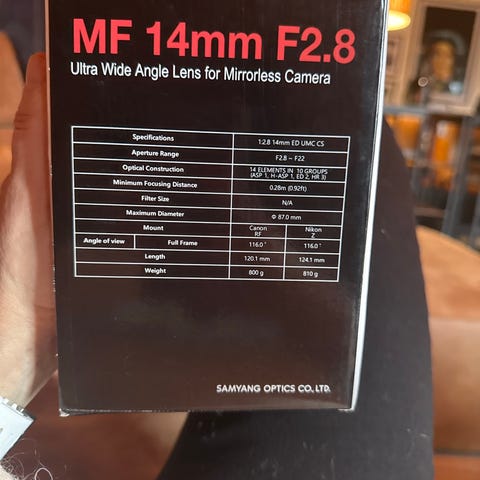 MF 14mm F2.8
Ultra Wide Angle Lens for Mirrorless Camera
Specifications 1:2.8 14mm ED UMC CS
Aperture Range F2.8 ~ F22
Optical Construction 14 ELEMENTS IN 10 GROUPS
(ASP 1, H-ASP 1, ED 2, HR 3)
Minimum Focusing Distance 0.28m (0.92ft)
Filter Size N/A
Maximum Diameter Φ 87.0 mm
Mount Canon RF Nikon Z
Angle of view Full Frame 116.0˚ 116.0˚
Length 120.1 mm 124.1 mm
Weight 800 g 810 g
SAMYANG OPTICS CO., LTD.